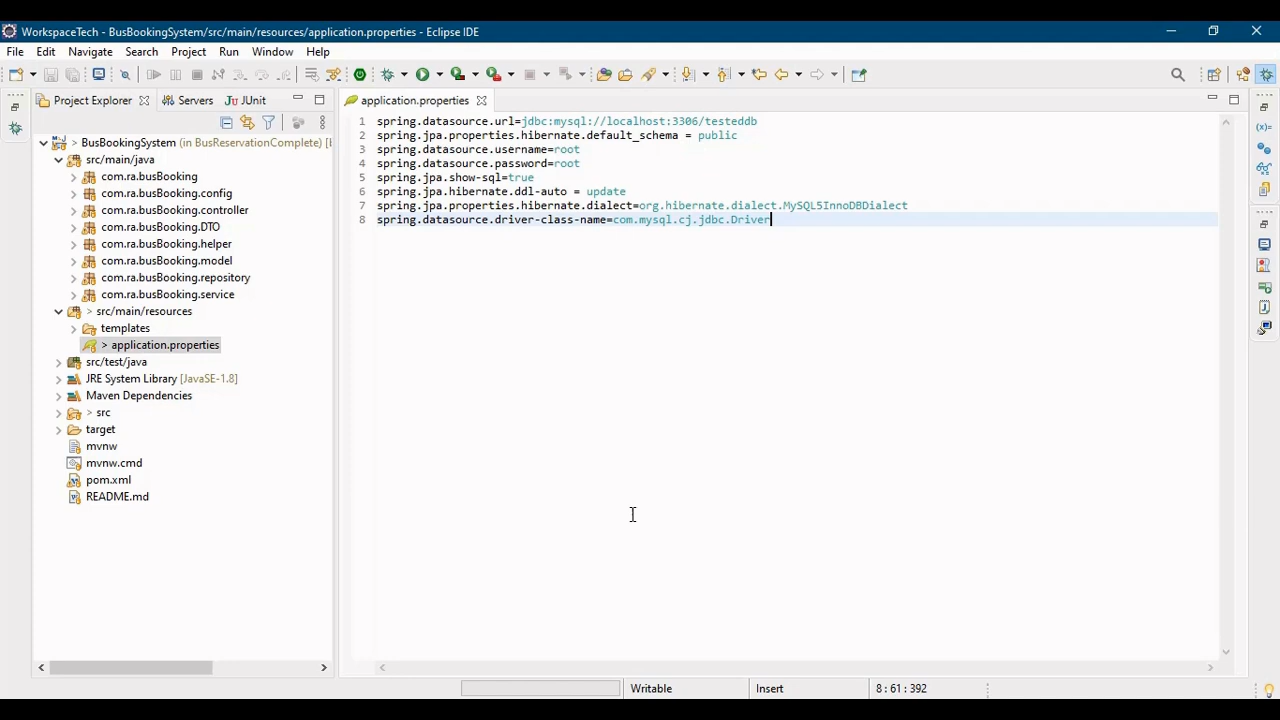 WorkspaceTech - BusBookingSystem/src/main/resources/application.properties - Eclipse IDE
File Edit Navigate Search Project Run Window Help
Project Explorer Servers JUnit
BusBookingSystem (in BusReservationComplete) [
src/main/java
com.ra.busBooking
com.ra.busBooking.config
com.ra.busBooking.controller
com.ra.busBooking.DTO
com.ra.busBooking.helper
com.ra.busBooking.model
com.ra.busBooking.repository
com.ra.busBooking.service
src/main/resources
templates
application.properties
src/test/java
JRE System Library [JavaSE-1.8]
Maven Dependencies
src
target
mvnw
mvnw.cmd
pom.xml
README.md
application.properties
1 spring.datasource.url=jdbc:mysql://localhost:3306/testeddb
2 spring.jpa.properties.hibernate.default_schema = public
3 spring.datasource.username=root
4 spring.datasource.password=root
5 spring.jpa.show-sql=true
6 spring.jpa.hibernate.ddl-auto = update
7 spring.jpa.properties.hibernate.dialect=org.hibernate.dialect.MySQL5InnoDBDialect
8 spring.datasource.driver-class-name=com.mysql.cj.jdbc.Driver
Writable Insert 8 : 61 : 392